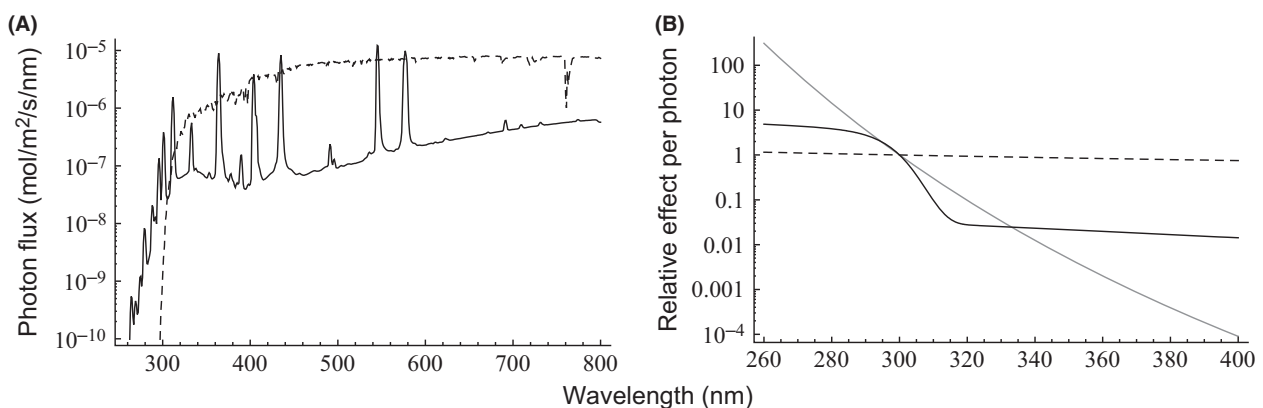 (A)
Photon flux (mol/m²/s/nm)
10⁻⁵
10⁻⁶
10⁻⁷
10⁻⁸
10⁻⁹
10⁻¹⁰
300 400 500 600 700 800
(B)
Relative effect per photon
100
10
1
0.1
0.01
0.001
10⁻⁴
260 280 300 320 340 360 380 400
Wavelength (nm)